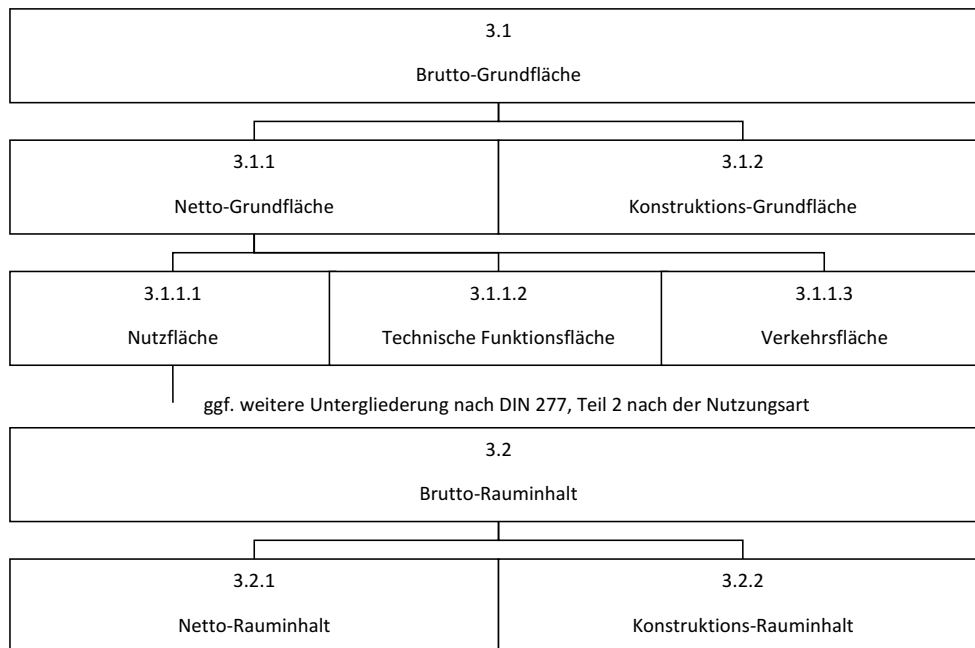 3.1
Brutto-Grundfläche
3.1.1
Netto-Grundfläche
3.1.2
Konstruktions-Grundfläche
3.1.1.1
Nutzfläche
3.1.1.2
Technische Funktionsfläche
3.1.1.3
Verkehrsfläche
ggf. weitere Untergliederung nach DIN 277, Teil 2 nach der Nutzungsart
3.2
Brutto-Rauminhalt
3.2.1
Netto-Rauminhalt
3.2.2
Konstruktions-Rauminhalt